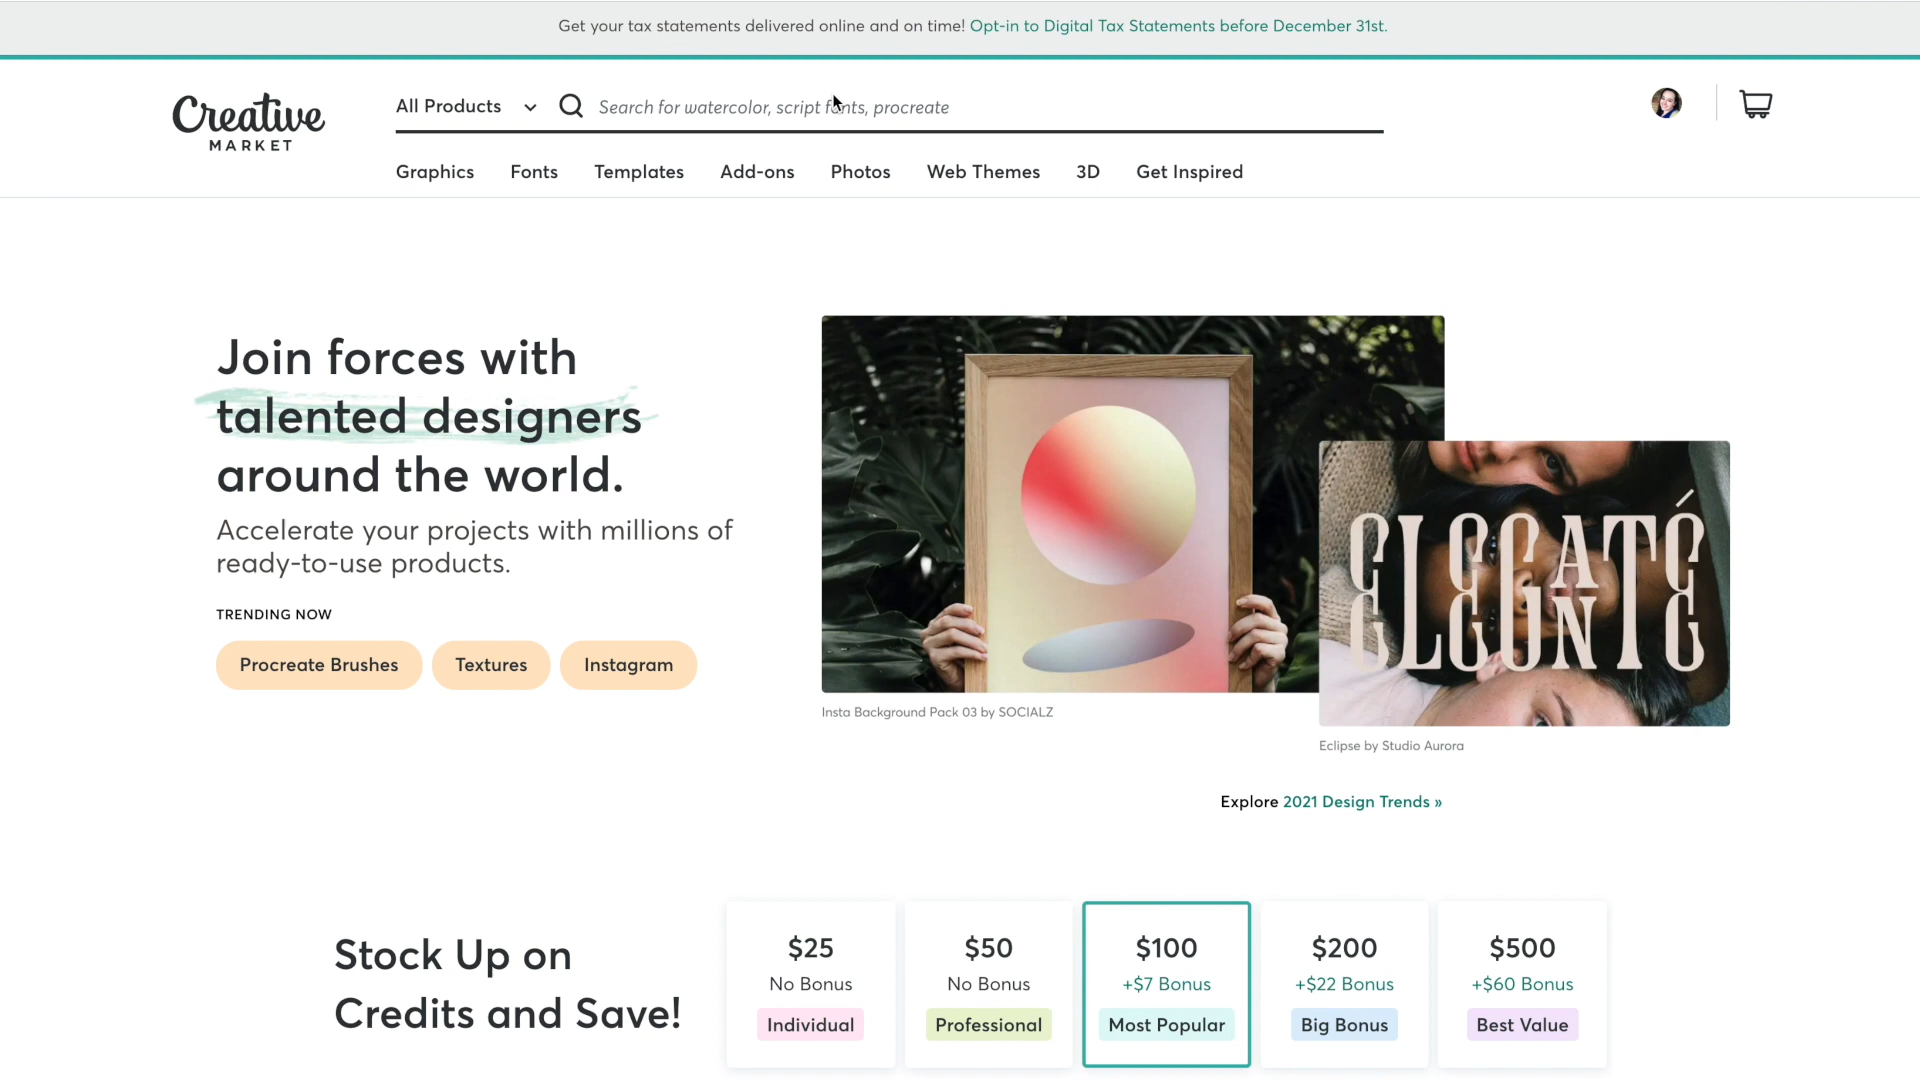 Get your tax statements delivered online and on time! Opt-in to Digital Tax Statements before December 31st.
Creative
MARKET
All Products
Search for watercolor, script fonts, procreate
Graphics Fonts Templates Add-ons Photos Web Themes 3D Get Inspired
Join forces with
talented designers
around the world.
Accelerate your projects with millions of
ready-to-use products.
TRENDING NOW
Procreate Brushes Textures Instagram
Insta Background Pack 03 by SOCIALZ
Eclipse by Studio Aurora
Explore 2021 Design Trends »
Stock Up on
Credits and Save!
$25
No Bonus
Individual
$50
No Bonus
Professional
$100
+$7 Bonus
Most Popular
$200
+$22 Bonus
Big Bonus
$500
+$60 Bonus
Best Value